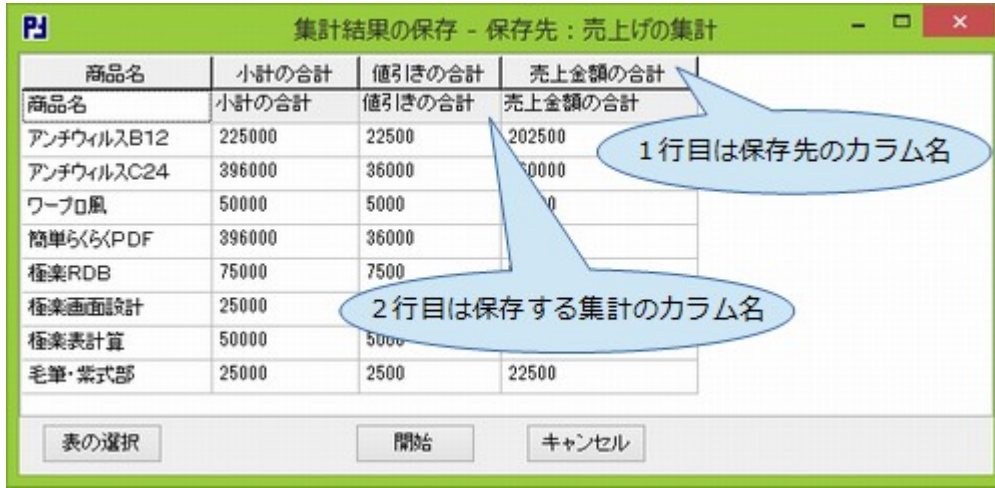 PJ 集計結果の保存 - 保存先：売上げの集計
商品名 小計の合計 値引きの合計 売上金額の合計
商品名 小計の合計 値引きの合計 売上金額の合計
アンチウィルスB12 225000 22500 202500
1行目は保存先のカラム名
アンチウィルスC24 396000 36000
ワープロ風 50000 5000
簡単らくらくPDF 396000 36000
極楽RDB 75000 7500
極楽画面設計 25000
2行目は保存する集計のカラム名
極楽表計算 50000 5000
毛筆・紫式部 25000 2500 22500
表の選択 開始 キャンセル